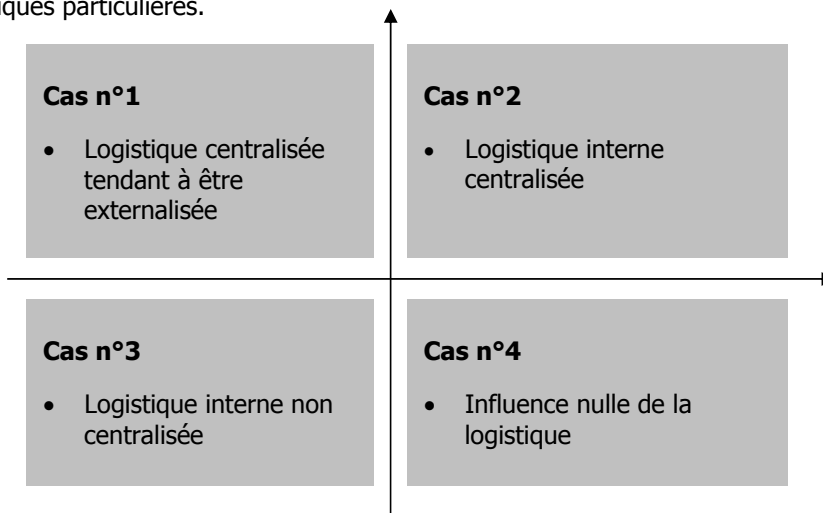 iques particulières.
Cas n°1
• Logistique centralisée
tendant à être
externalisée
Cas n°2
• Logistique interne
centralisée
Cas n°3
• Logistique interne non
centralisée
Cas n°4
• Influence nulle de la
logistique